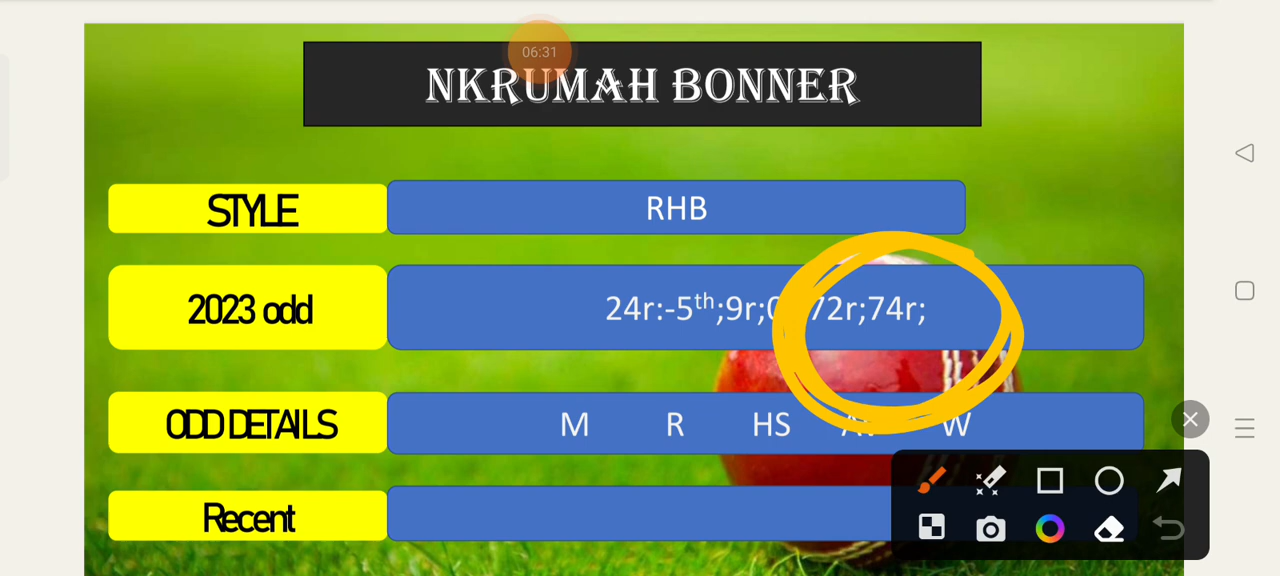 06:31
NKRUMAH BONNER
STYLE
RHB
2023 odd
24r:-5th;9r; 72r;74r;
ODD DETAILS
M R HS W
Recent